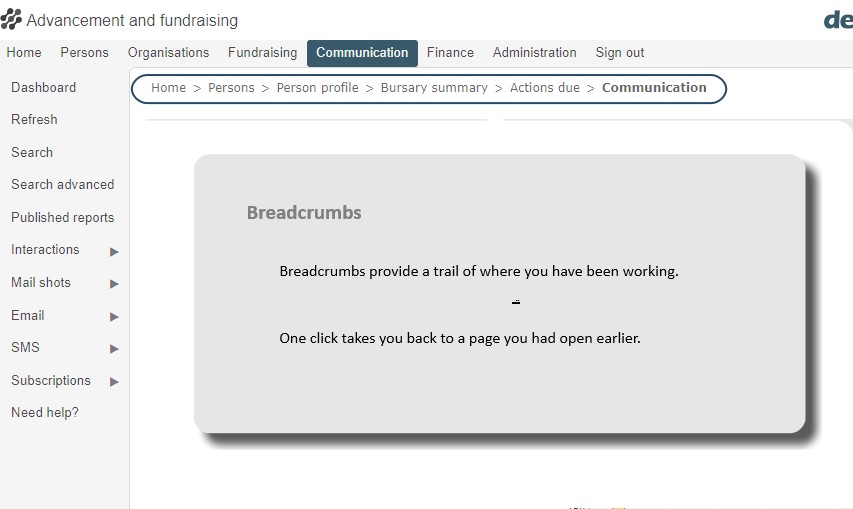 Advancement and fundraising
de
Home Persons Organisations Fundraising Communication Finance Administration Sign out
Home > Persons > Person profile > Bursary summary > Actions due > Communication
Dashboard
Refresh
Search
Search advanced
Published reports
Interactions
Mail shots
Email
SMS
Subscriptions
Need help?
Breadcrumbs
Breadcrumbs provide a trail of where you have been working.
One click takes you back to a page you had open earlier.